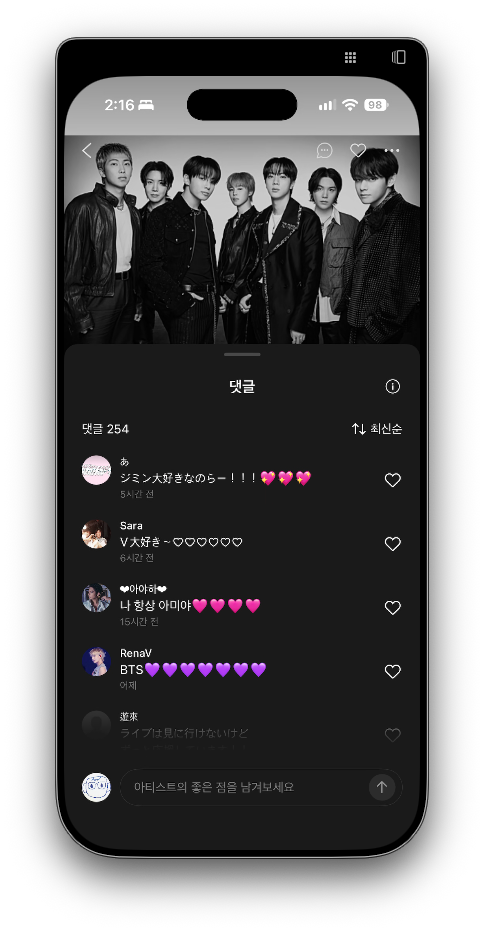 2:16
98
댓글
댓글 254
최신순
あ
ジミン大好きなのらー！！！💖💖💖
5시간 전
Sara
V大好き~♡♡♡♡♡♡
6시간 전
❤아야하❤
나 항상 아미야🩷🩷🩷🩷
15시간 전
RenaV
BTS💜💜💜💜💜💜💜
어제
遊來
ライブは見に行けないけど
아티스트의 좋은 점을 남겨보세요